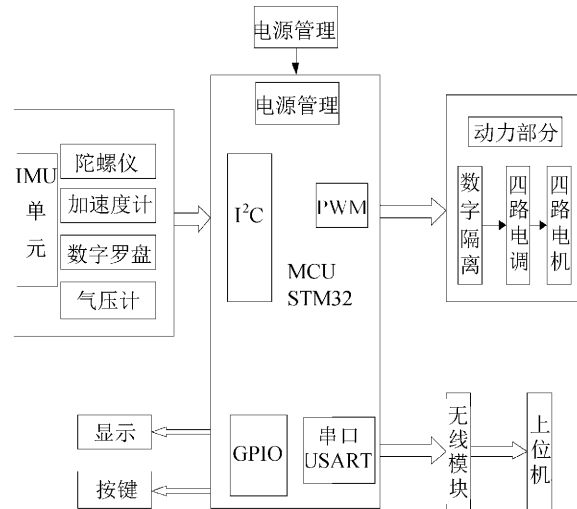 电源管理
电源管理
IMU
单
元
陀螺仪
加速度计
数字罗盘
气压计
I²C
PWM
MCU
STM32
动力部分
数字隔离
四路电调
四路电机
显示
按键
GPIO
串口
USART
无线模块
上位机